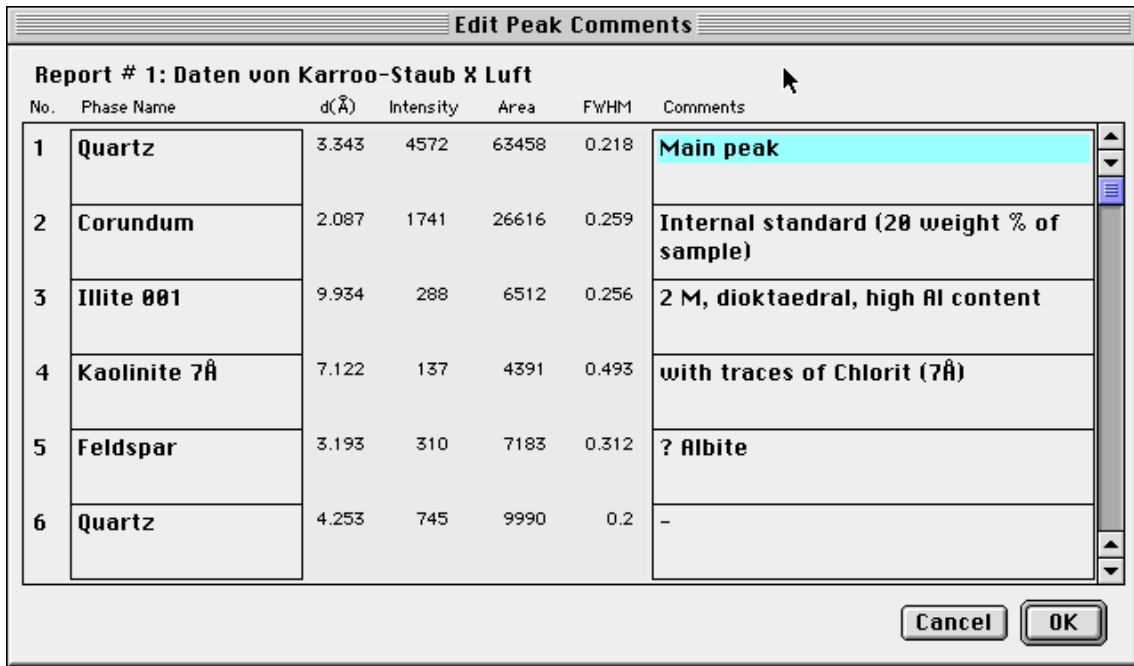 Edit Peak Comments
Report # 1: Daten von Karroo-Staub X Luft
No. Phase Name d(Å) Intensity Area FWHM Comments
1 Quartz 3.343 4572 63458 0.218 Main peak
2 Corundum 2.087 1741 26616 0.259 Internal standard (20 weight % of
sample)
3 Illite 001 9.934 288 6512 0.256 2 M, dioktaedral, high Al content
4 Kaolinite 7Å 7.122 137 4391 0.493 with traces of Chlorit (7Å)
5 Feldspar 3.193 310 7183 0.312 ? Albite
6 Quartz 4.253 745 9990 0.2 -
Cancel OK